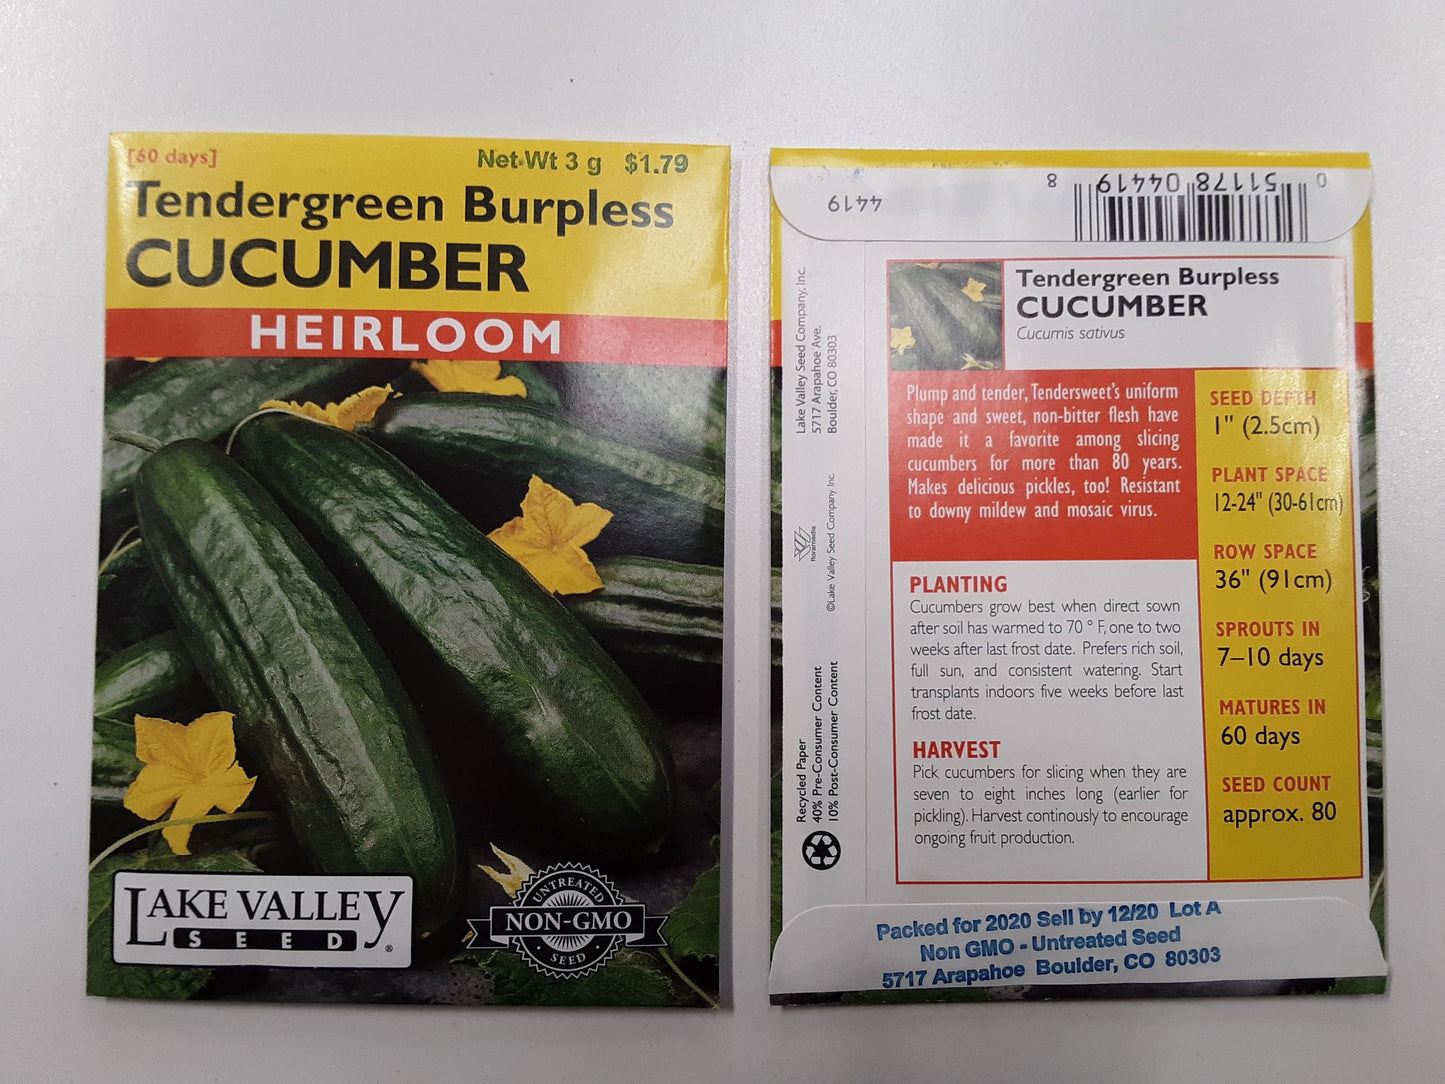 [60 days]
Net Wt 3 g $1.79
Tendergreen Burpless
CUCUMBER
HEIRLOOM
LAKE VALLEY
SEED
®
UNTREATED
NON-GMO
SEED
4419
0 51178 04419 8
Tendergreen Burpless
CUCUMBER
Cucumis sativus
Plump and tender, Tendersweet's uniform
shape and sweet, non-bitter flesh have
made it a favorite among slicing
cucumbers for more than 80 years.
Makes delicious pickles, too! Resistant
to downy mildew and mosaic virus.
PLANTING
Cucumbers grow best when direct sown
after soil has warmed to 70 ° F, one to two
weeks after last frost date. Prefers rich soil,
full sun, and consistent watering. Start
transplants indoors five weeks before last
frost date.
HARVEST
Pick cucumbers for slicing when they are
seven to eight inches long (earlier for
pickling). Harvest continously to encourage
ongoing fruit production.
SEED DEPTH
1" (2.5cm)
PLANT SPACE
12-24" (30-61cm)
ROW SPACE
36" (91cm)
SPROUTS IN
7–10 days
MATURES IN
60 days
SEED COUNT
approx. 80
Lake Valley Seed Company, Inc.
5717 Arapahoe Ave.
Boulder, CO 80303
floramedia
©Lake Valley Seed Company Inc.
Recycled Paper
40% Pre-Consumer Content
10% Post-Consumer Content
Packed for 2020 Sell by 12/20 Lot A
Non GMO - Untreated Seed
5717 Arapahoe Boulder, CO 80303